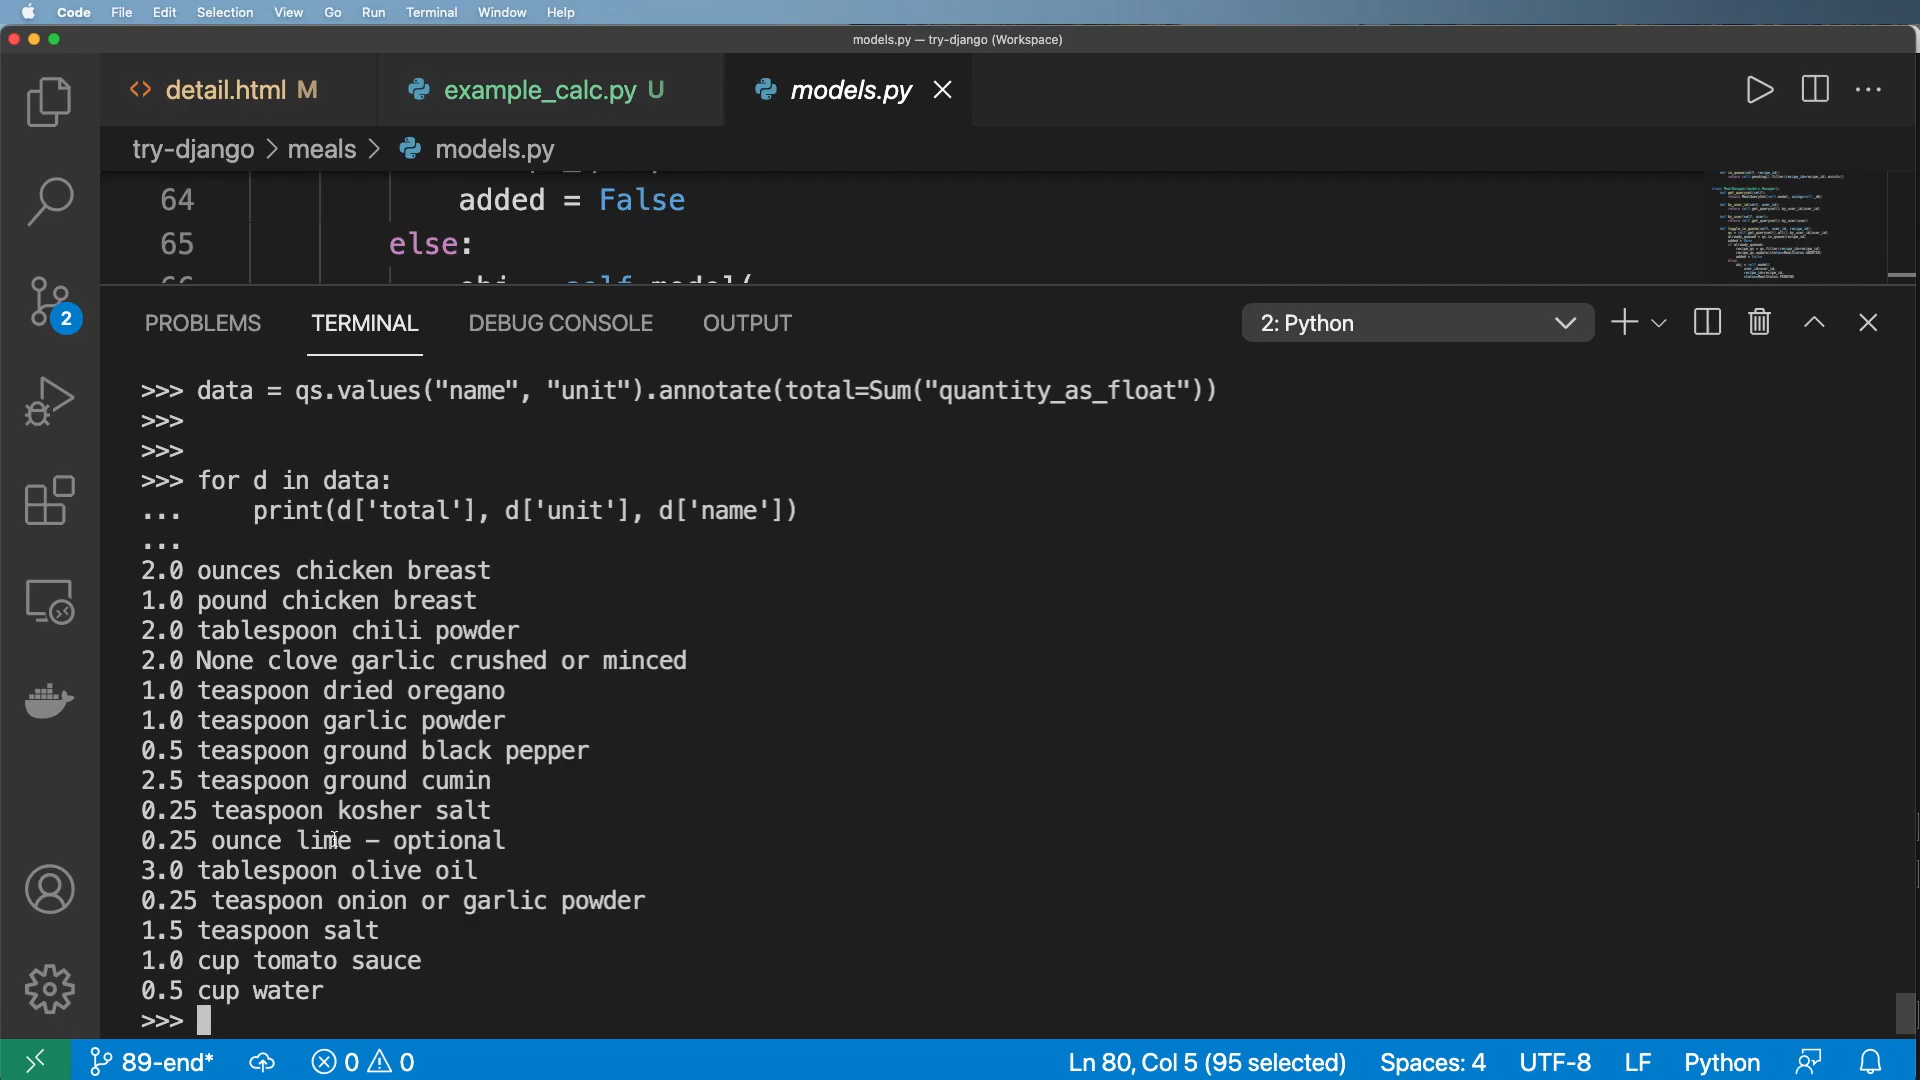 Code File Edit Selection View Go Run Terminal Window Help
models.py — try-django (Workspace)
detail.html M example_calc.py U models.py
try-django > meals > models.py
64 added = False
65 else:
PROBLEMS TERMINAL DEBUG CONSOLE OUTPUT 2: Python
2
>>> data = qs.values("name", "unit").annotate(total=Sum("quantity_as_float"))
>>>
>>>
>>> for d in data:
... print(d['total'], d['unit'], d['name'])
...
2.0 ounces chicken breast
1.0 pound chicken breast
2.0 tablespoon chili powder
2.0 None clove garlic crushed or minced
1.0 teaspoon dried oregano
1.0 teaspoon garlic powder
0.5 teaspoon ground black pepper
2.5 teaspoon ground cumin
0.25 teaspoon kosher salt
0.25 ounce lime – optional
3.0 tablespoon olive oil
0.25 teaspoon onion or garlic powder
1.5 teaspoon salt
1.0 cup tomato sauce
0.5 cup water
>>>
89-end* 0 0 Ln 80, Col 5 (95 selected) Spaces: 4 UTF-8 LF Python